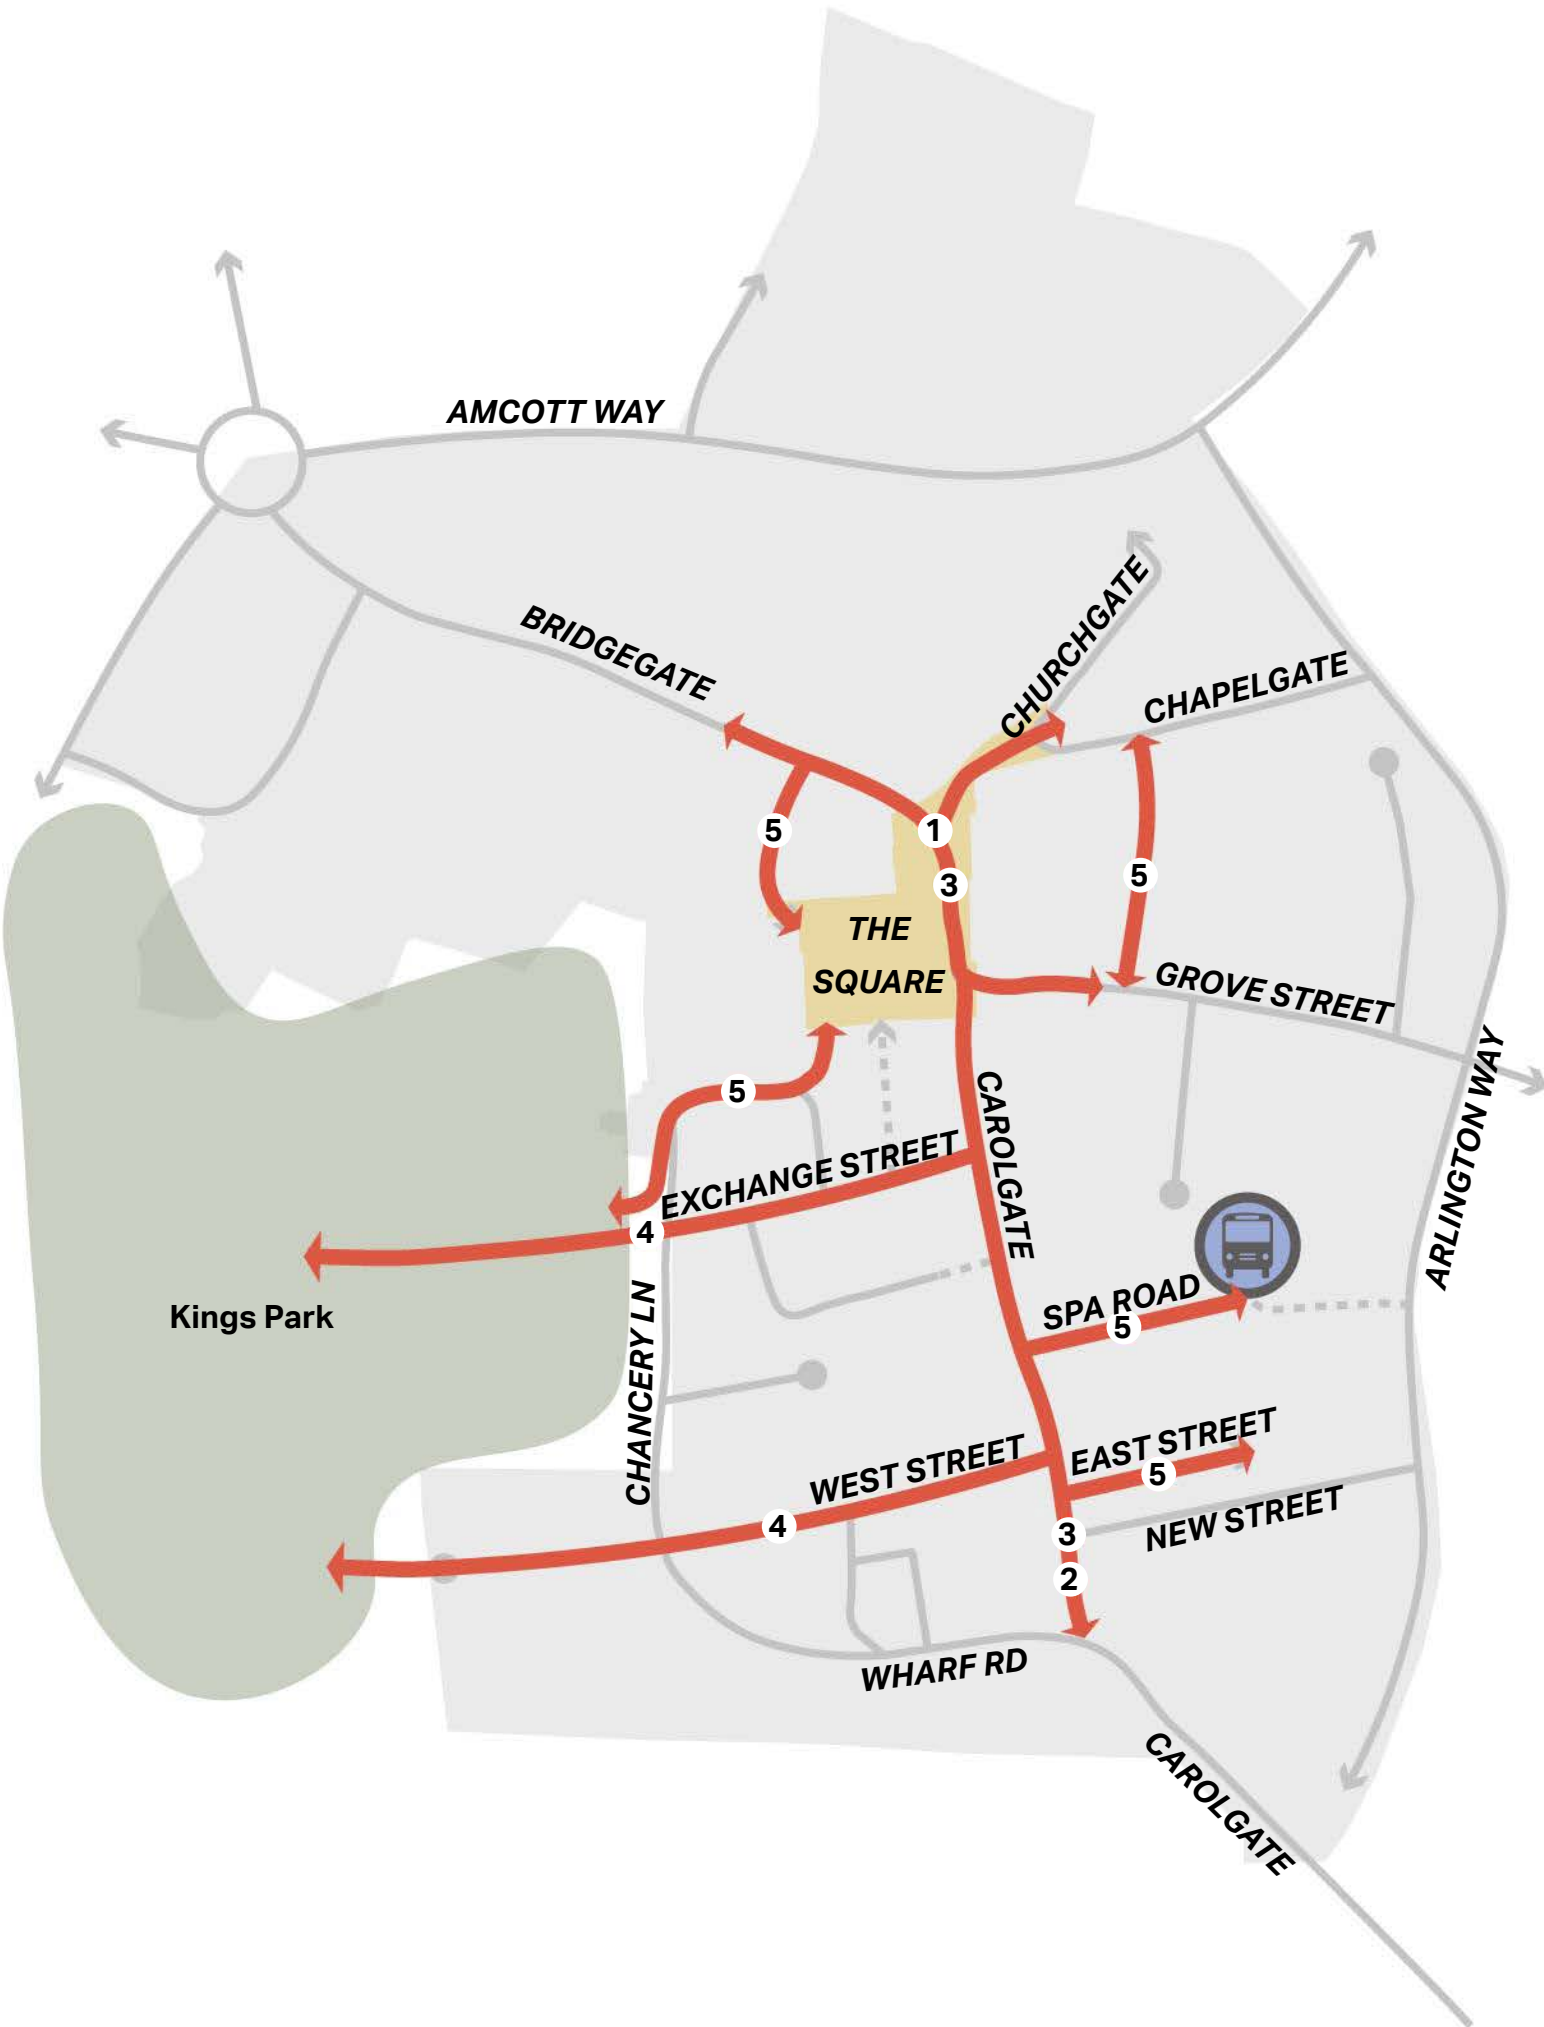 AMCOTT WAY
BRIDGEGATE
CHURCHGATE
CHAPELGATE
5
1
3
5
THE
SQUARE
GROVE STREET
ARLINGTON WAY
5
CAROLGATE
EXCHANGE STREET
4
Kings Park
SPA ROAD
5
CHANCERY LN
EAST STREET
5
WEST STREET
4
3
NEW STREET
2
WHARF RD
CAROLGATE